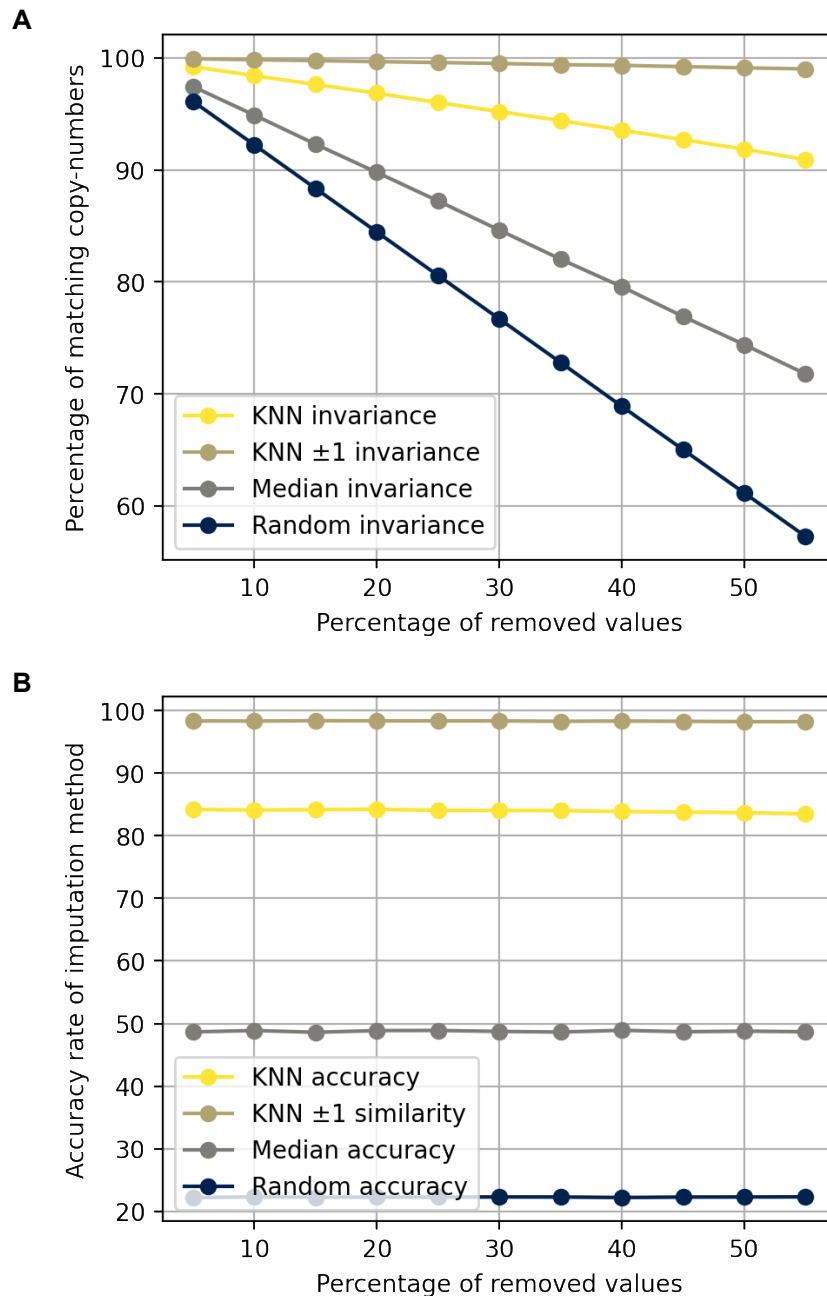 A
Percentage of matching copy-numbers
100
90
80
70
60
KNN invariance
KNN ±1 invariance
Median invariance
Random invariance
10 20 30 40 50
Percentage of removed values
B
Accuracy rate of imputation method
100
90
80
70
60
50
40
30
20
KNN accuracy
KNN ±1 similarity
Median accuracy
Random accuracy
10 20 30 40 50
Percentage of removed values